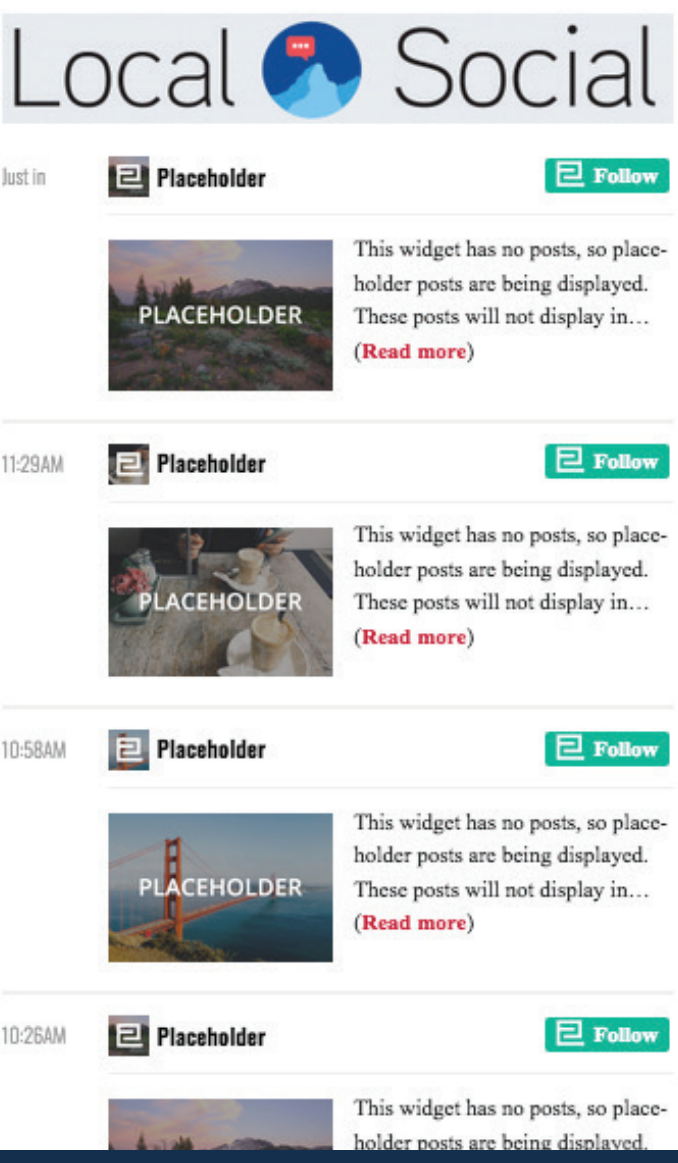 Local Social
Just in
Placeholder
Follow
PLACEHOLDER
This widget has no posts, so place-
holder posts are being displayed.
These posts will not display in…
(Read more)
11:29AM
Placeholder
Follow
PLACEHOLDER
This widget has no posts, so place-
holder posts are being displayed.
These posts will not display in…
(Read more)
10:58AM
Placeholder
Follow
PLACEHOLDER
This widget has no posts, so place-
holder posts are being displayed.
These posts will not display in…
(Read more)
10:26AM
Placeholder
Follow
This widget has no posts, so place-
holder posts are being displayed.